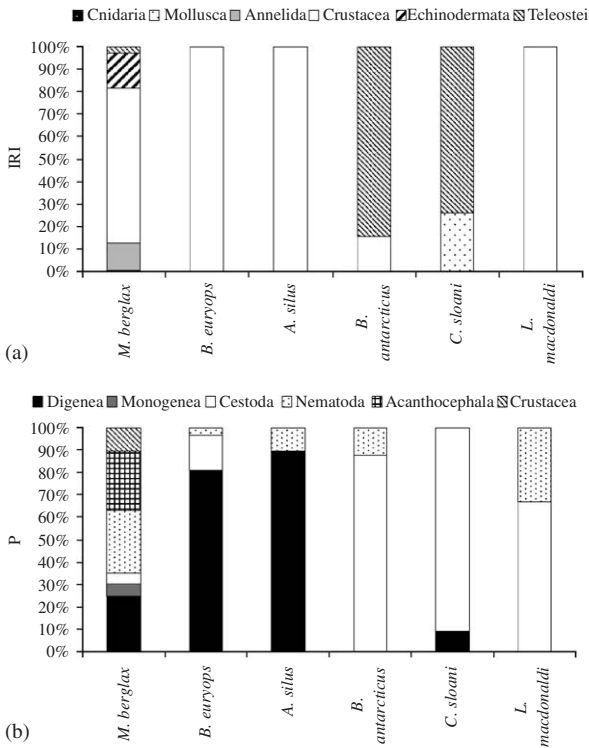 Cnidaria Mollusca Annelida Crustacea Echinodermata Teleostei
100%
90%
80%
70%
60%
50%
40%
30%
20%
10%
0%
IRI
M. berglax
B. euryops
A. silus
B. antarcticus
C. sloani
L. macdonaldi
(a)
Digenea Monogenea Cestoda Nematoda Acanthocephala Crustacea
100%
90%
80%
70%
60%
50%
40%
30%
20%
10%
0%
P
M. berglax
B. euryops
A. silus
B.
antarcticus
C. sloani
L.
macdonaldi
(b)